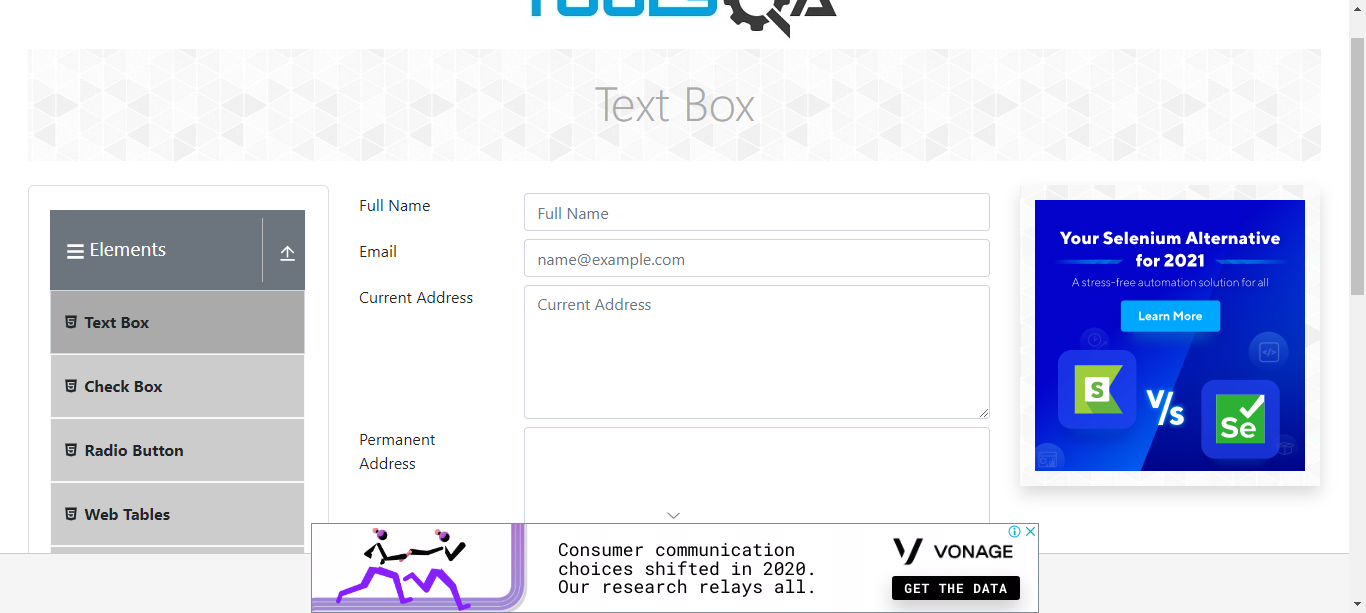 TOOLSQA
Text Box
Elements
Text Box
Check Box
Radio Button
Web Tables
Full Name
Full Name
Email
name@example.com
Current Address
Current Address
Permanent
Address
Your Selenium Alternative
for 2021
A stress-free automation solution for all
Learn More
S
V/S
Se
Consumer communication
choices shifted in 2020.
Our research relays all.
VONAGE
GET THE DATA